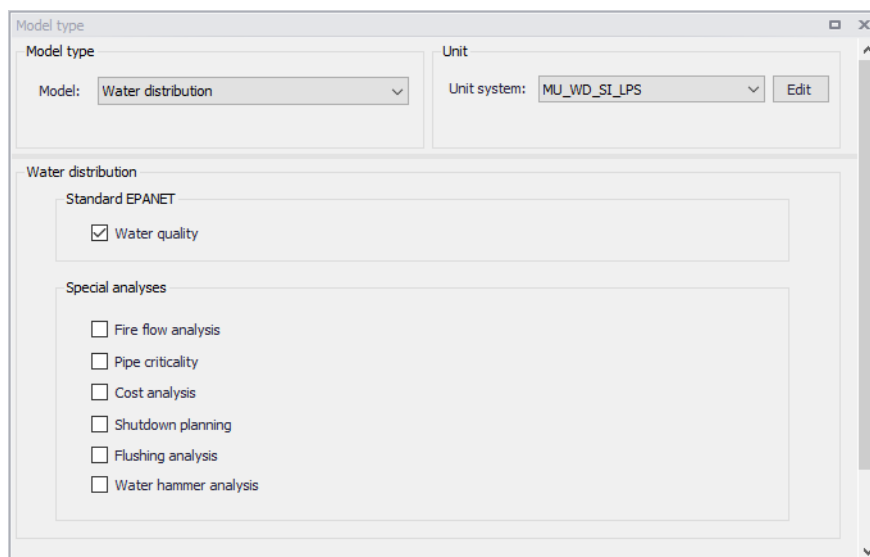 Model type
Model type
Unit
Model: Water distribution
Unit system: MU_WD_SI_LPS Edit
Water distribution
Standard EPANET
Water quality
Special analyses
Fire flow analysis
Pipe criticality
Cost analysis
Shutdown planning
Flushing analysis
Water hammer analysis